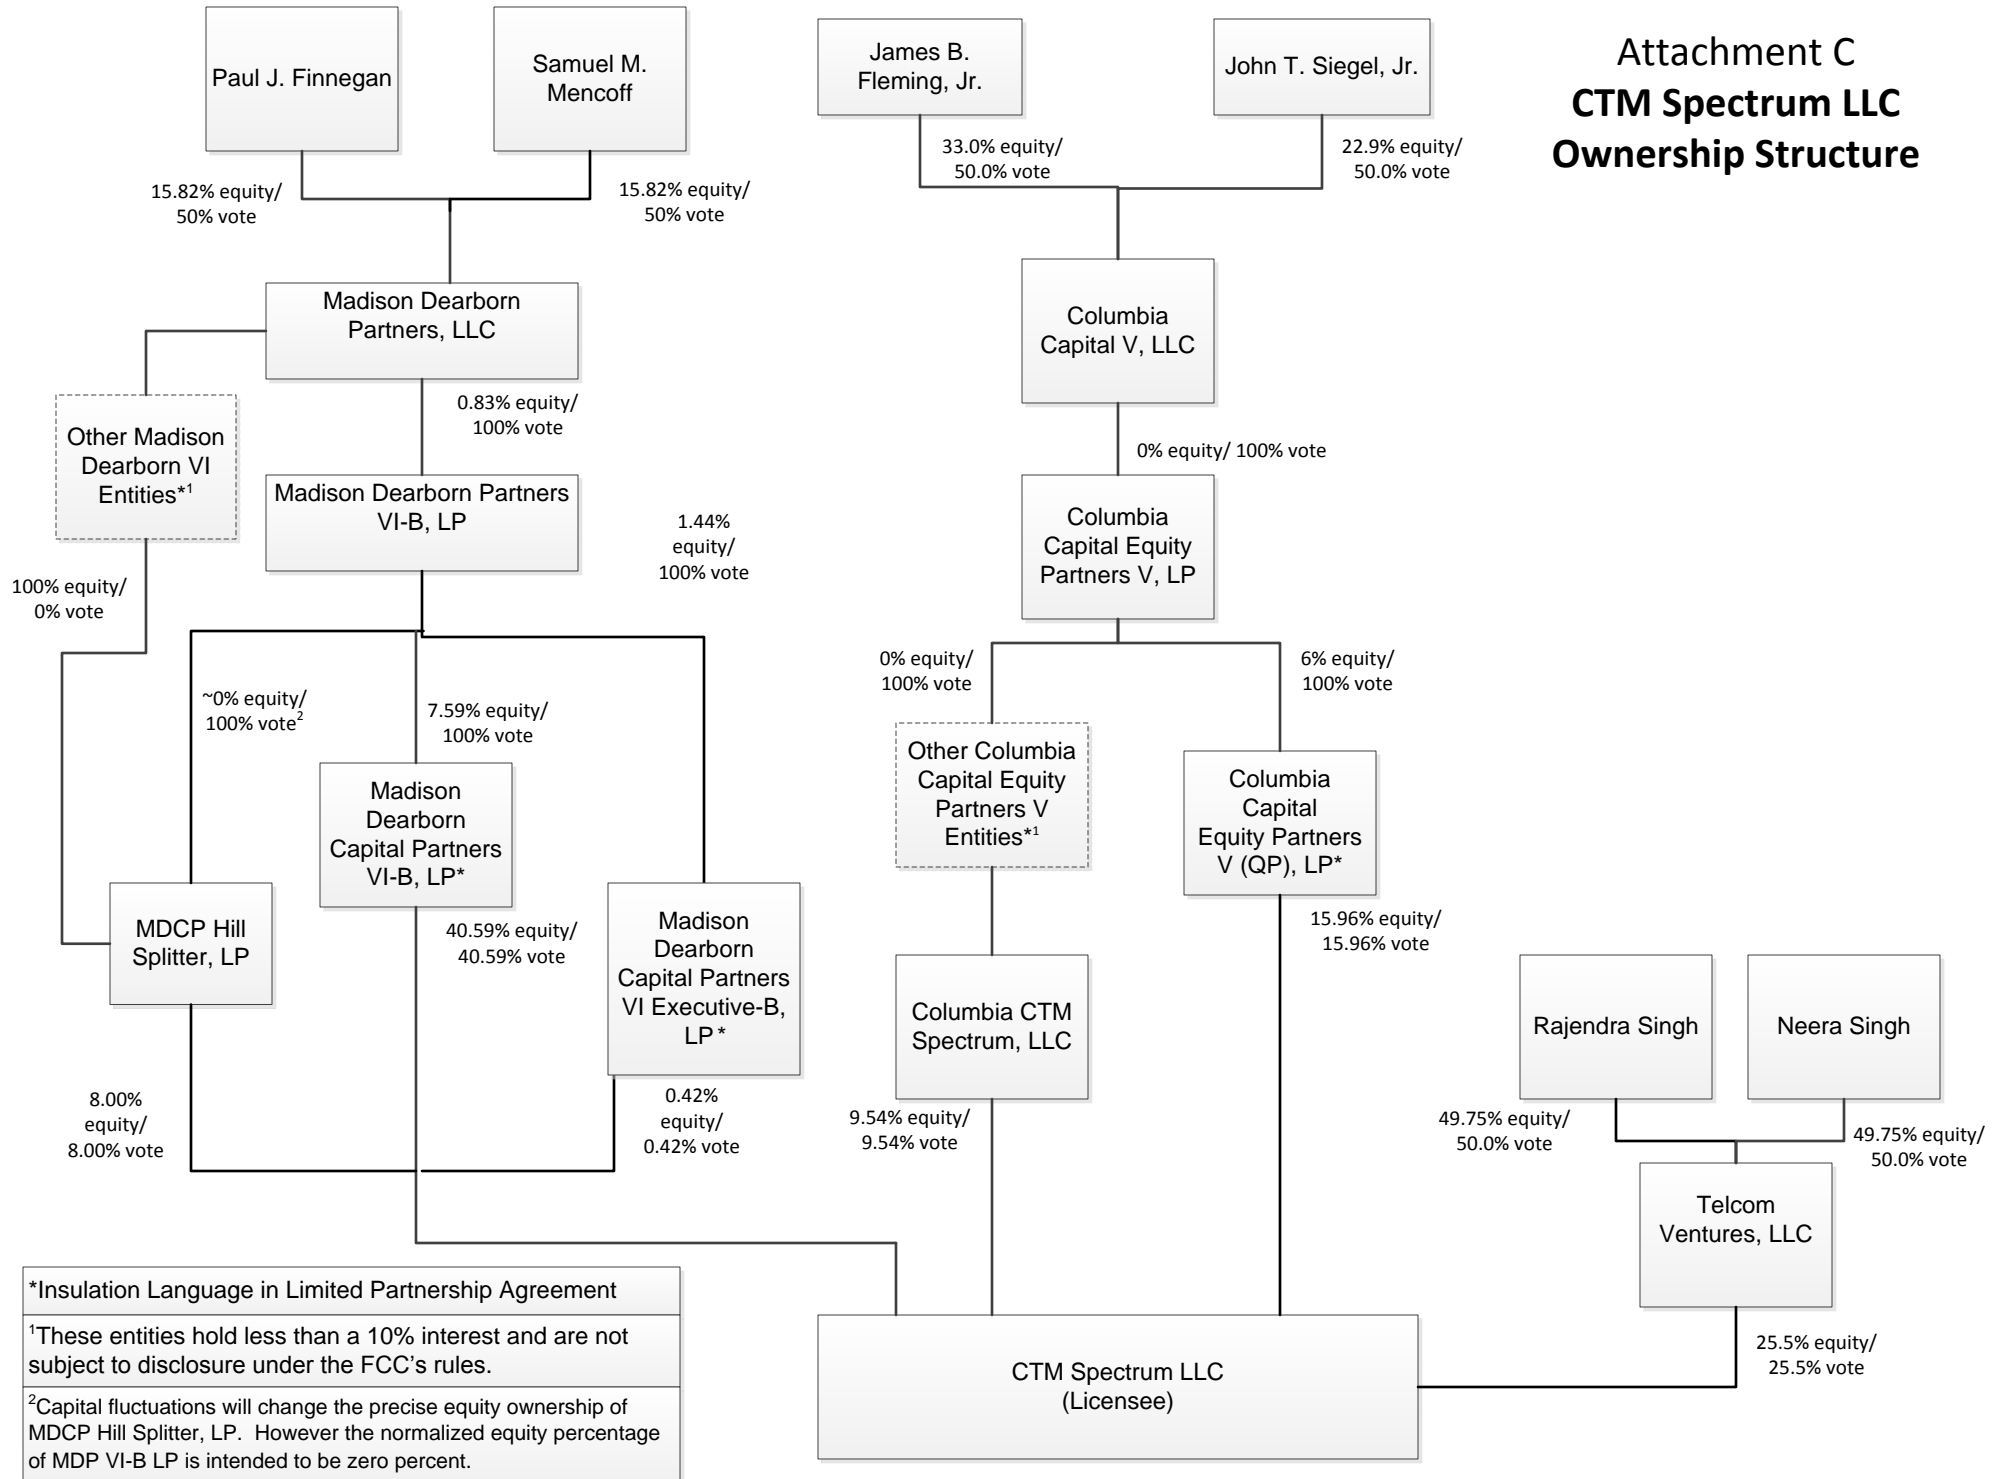 Attachment C
CTM Spectrum LLC
Ownership Structure
Paul J. Finnegan
Samuel M.
Mencoff
James B.
Fleming, Jr.
John T. Siegel, Jr.
15.82% equity/
50% vote
15.82% equity/
50% vote
33.0% equity/
50.0% vote
22.9% equity/
50.0% vote
Madison Dearborn
Partners, LLC
Columbia
Capital V, LLC
0.83% equity/
100% vote
Other Madison
Dearborn VI
Entities*1
0% equity/ 100% vote
Madison Dearborn Partners
VI-B, LP
1.44%
equity/
100% vote
Columbia
Capital Equity
Partners V, LP
100% equity/
0% vote
~0% equity/
100% vote2
7.59% equity/
100% vote
0% equity/
100% vote
6% equity/
100% vote
Madison
Dearborn
Capital Partners
VI-B, LP*
Other Columbia
Capital Equity
Partners V
Entities*1
Columbia
Capital
Equity Partners
V (QP), LP*
MDCP Hill
Splitter, LP
40.59% equity/
40.59% vote
Madison
Dearborn
Capital Partners
VI Executive-B,
LP*
15.96% equity/
15.96% vote
Columbia CTM
Spectrum, LLC
Rajendra Singh
Neera Singh
8.00%
equity/
8.00% vote
0.42%
equity/
0.42% vote
9.54% equity/
9.54% vote
49.75% equity/
50.0% vote
49.75% equity/
50.0% vote
Telcom
Ventures, LLC
25.5% equity/
25.5% vote
CTM Spectrum LLC
(Licensee)
*Insulation Language in Limited Partnership Agreement
1These entities hold less than a 10% interest and are not
subject to disclosure under the FCC's rules.
2Capital fluctuations will change the precise equity ownership of
MDCP Hill Splitter, LP.  However the normalized equity percentage
of MDP VI-B LP is intended to be zero percent.